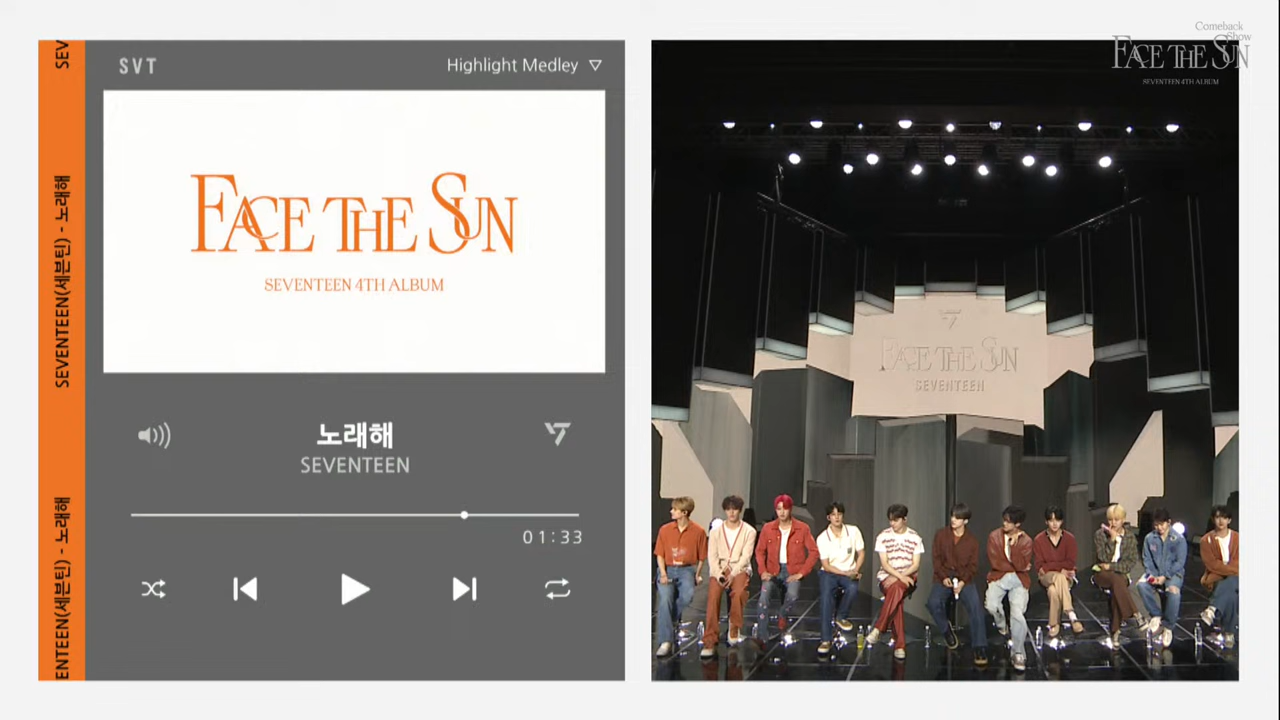 SEV
SEVENTEEN(세븐틴) - 노래해
ENTEEN(세븐틴) - 노래해
SVT
Highlight Medley
FACE THE SUN
SEVENTEEN 4TH ALBUM
노래해
SEVENTEEN
01:33
Comeback
Show
FACE THE SUN
SEVENTEEN 4TH ALBUM
FACE THE SUN
SEVENTEEN